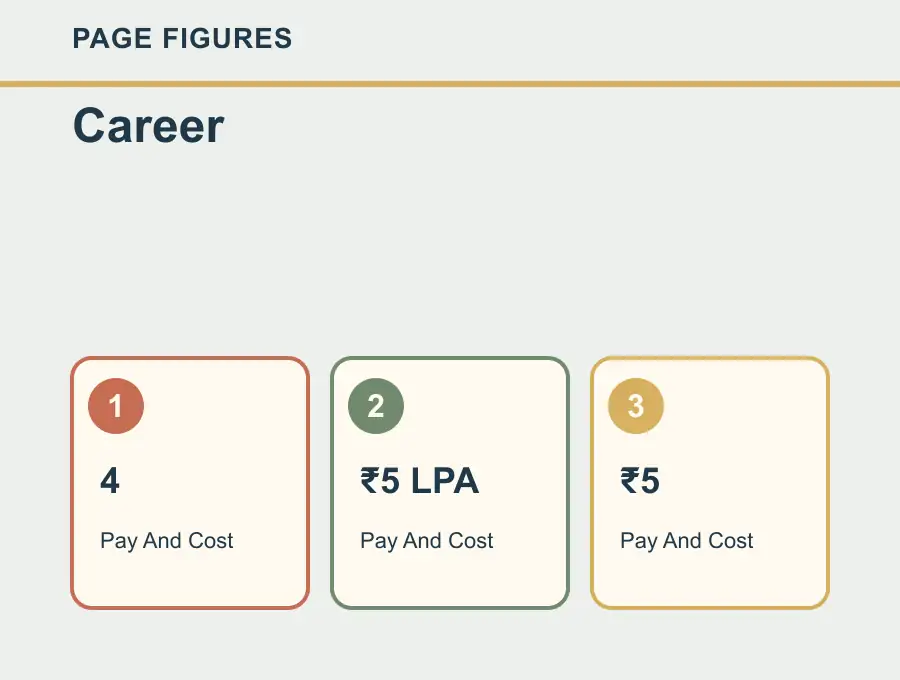 PAGE FIGURES
Career
1
4
Pay And Cost
2
₹5 LPA
Pay And Cost
3
₹5
Pay And Cost